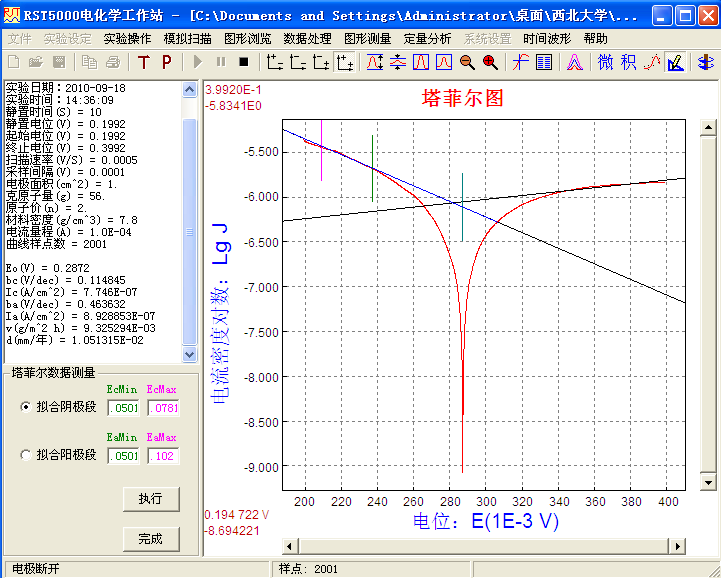 RST5000电化学工作站 - [C:\Documents and Settings\Administrator\桌面\西北大学\...
文件 实验设定 实验操作 模拟扫描 图形浏览 数据处理 图形测量 定量分析 系统设置 时间波形 帮助
T P 微 积
实验日期：2010-09-18
实验时间：14:36:09
静置时间(S) = 10
静置电位(V) = 0.1992
起始电位(V) = 0.1992
终止电位(V) = 0.3992
扫描速率(V/S) = 0.0005
采样间隔(V) = 0.0001
电极面积(cm^2) = 1.
克原子量(g) = 56.
原子价(n) = 2.
材料密度(g/cm^3) = 7.8
电流量程(A) = 1.0E-04
曲线样点数 = 2001
Eo(V) = 0.2872
bc(V/dec) = 0.114845
Ic(A/cm^2) = 7.746E-07
ba(V/dec) = 0.463632
Ia(A/cm^2) = 8.928853E-07
v(g/m^2 h) = 9.325294E-03
d(mm/年) = 1.051315E-02
塔菲尔数据测量
EcMin EcMax
拟合阴极段 .0501 .0781
EaMin EaMax
拟合阳极段 .0501 .102
执行
完成
3.9920E-1
-5.8341E0
塔菲尔图
电流密度对数：Lg J
-5.500
-6.000
-6.500
-7.000
-7.500
-8.000
-8.500
-9.000
200 220 240 260 280 300 320 340 360 380 400
电位：E(1E-3 V)
0.194 722 V
-8.694221
电极断开
样点: 2001